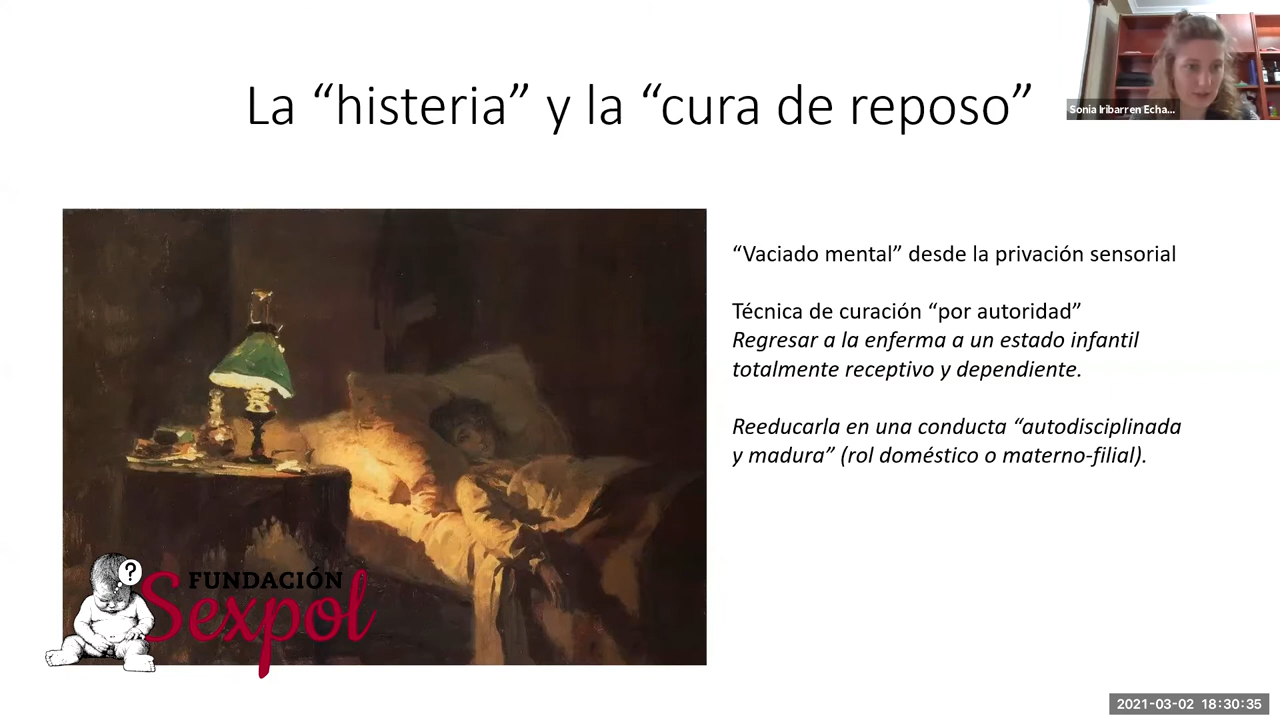 La “histeria” y la “cura de reposo”
Sonia Iribarren Echa...
“Vaciado mental” desde la privación sensorial
Técnica de curación “por autoridad”
Regresar a la enferma a un estado infantil
totalmente receptivo y dependiente.
Reeducarla en una conducta “autodisciplinada
y madura” (rol doméstico o materno-filial).
?
FUNDACIÓN
Sexpol
2021-03-02 18:30:35